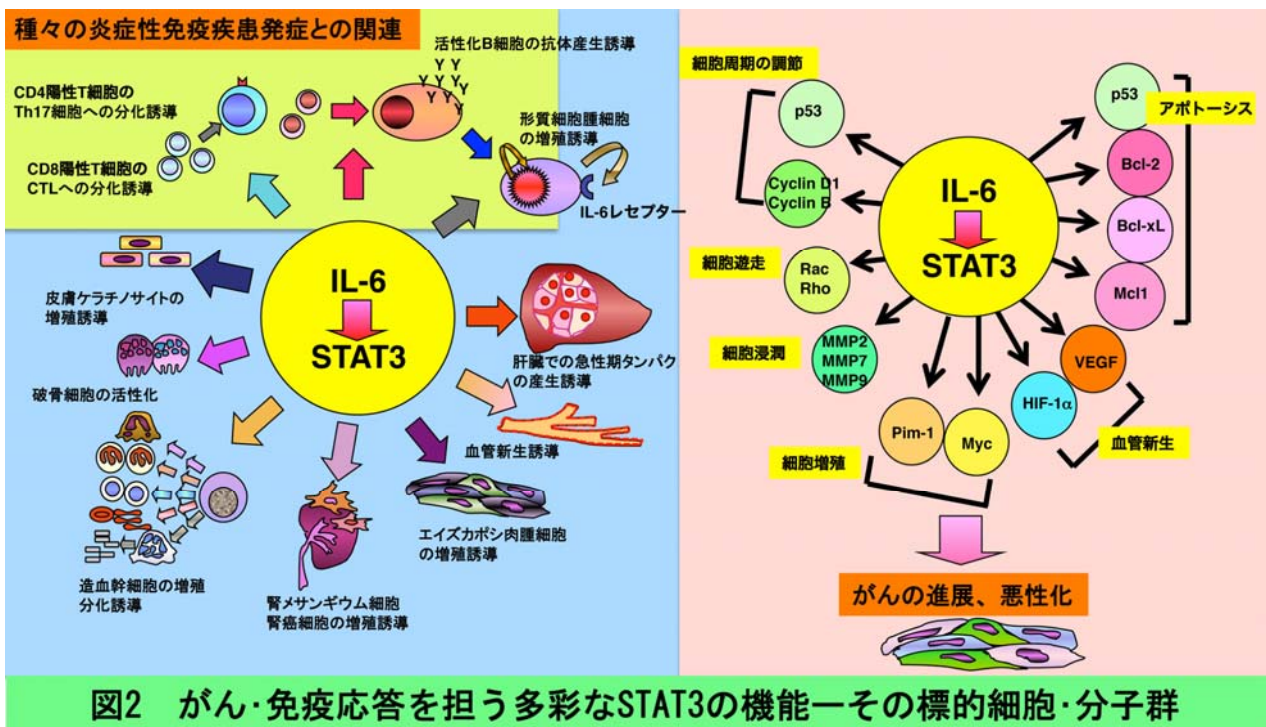 種々の炎症性免疫疾患発症との関連
活性化B細胞の抗体産生誘導
CD4陽性T細胞の
Th17細胞への分化誘導
CD8陽性T細胞の
CTLへの分化誘導
形質細胞腫細胞
の増殖誘導
IL-6レセプター
IL-6
STAT3
皮膚ケラチノサイトの
増殖誘導
破骨細胞の活性化
造血幹細胞の増殖
分化誘導
腎メサンギウム細胞
腎癌細胞の増殖誘導
エイズカポシ肉腫細胞
の増殖誘導
血管新生誘導
肝臓での急性期タンパク
の産生誘導
細胞周期の調節
p53
Cyclin D1
Cyclin B
細胞遊走
Rac
Rho
細胞浸潤
MMP2
MMP7
MMP9
細胞増殖
Pim-1
Myc
IL-6
STAT3
p53
アポトーシス
Bcl-2
Bcl-xL
Mcl1
VEGF
HIF-1α
血管新生
がんの進展、悪性化
図2 がん・免疫応答を担う多彩なSTAT3の機能ーその標的細胞・分子群